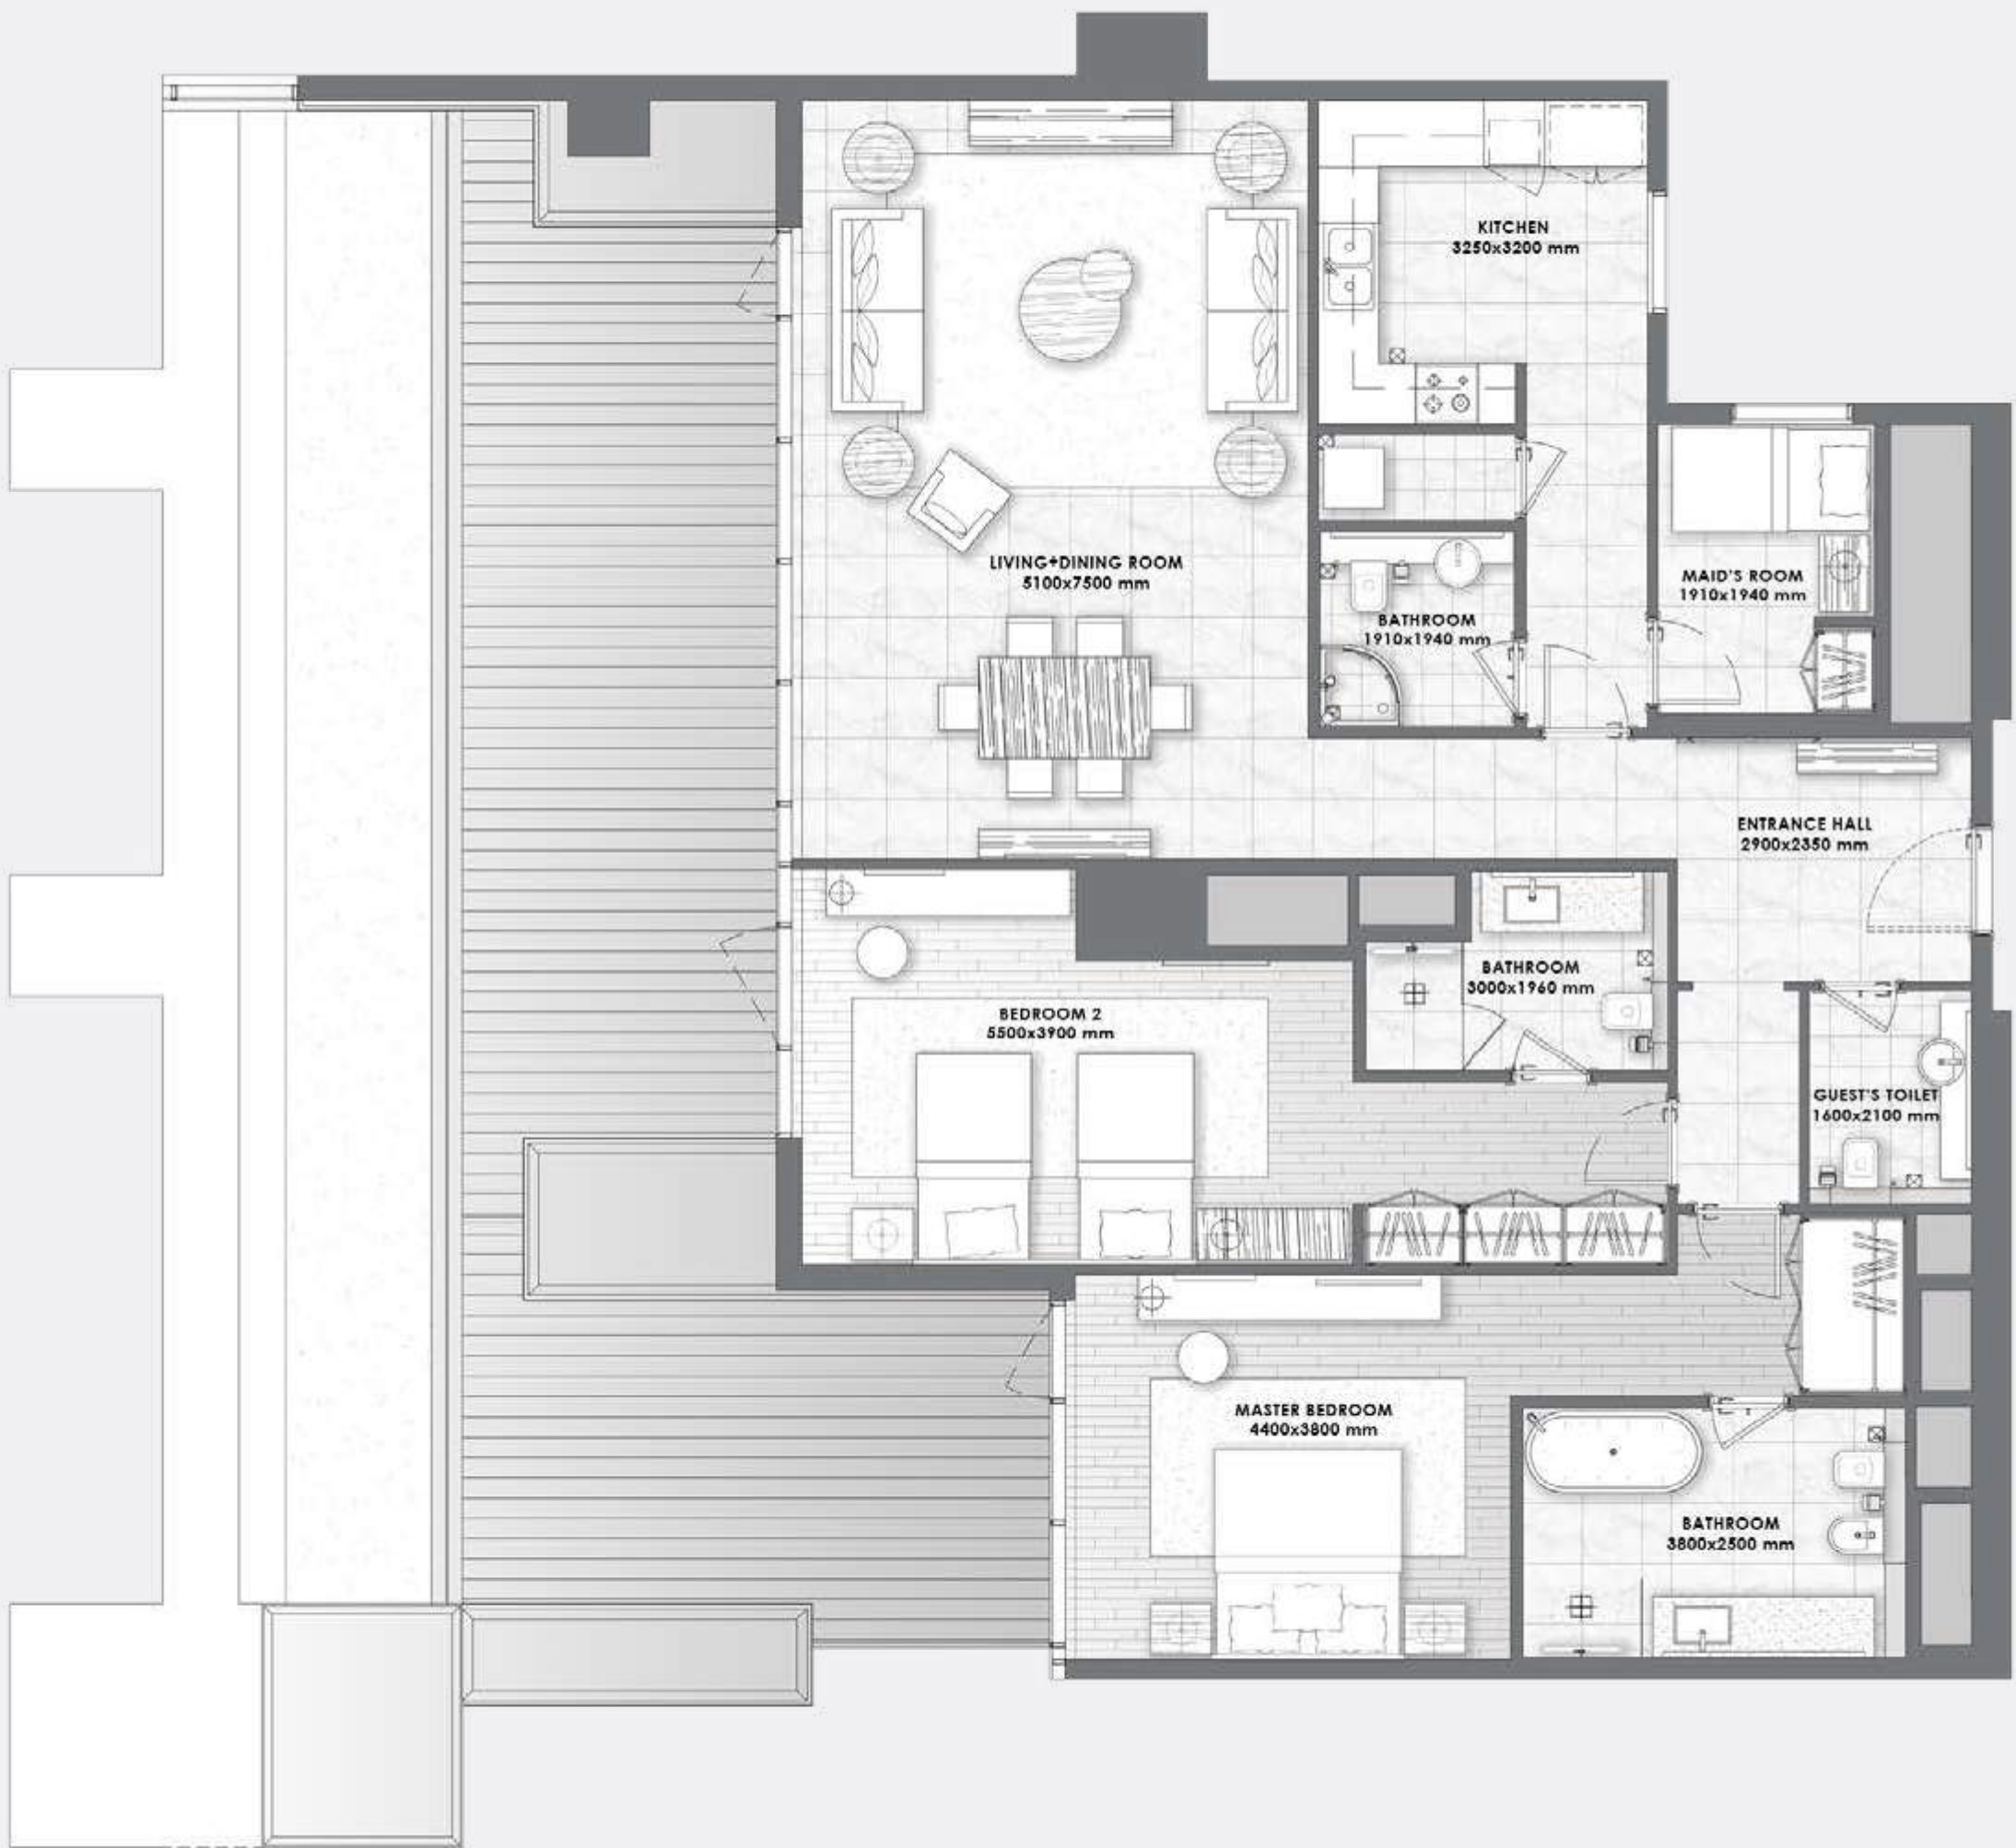 KITCHEN
3250x3200 mm
LIVING+DINING ROOM
5100x7500 mm
MAID'S ROOM
1910x1940 mm
BATHROOM
1910x1940 mm
ENTRANCE HALL
2900x2350 mm
BATHROOM
3000x1960 mm
BEDROOM 2
5500x3900 mm
GUEST'S TOILET
1600x2100 mm
MASTER BEDROOM
4400x3800 mm
BATHROOM
3800x2500 mm